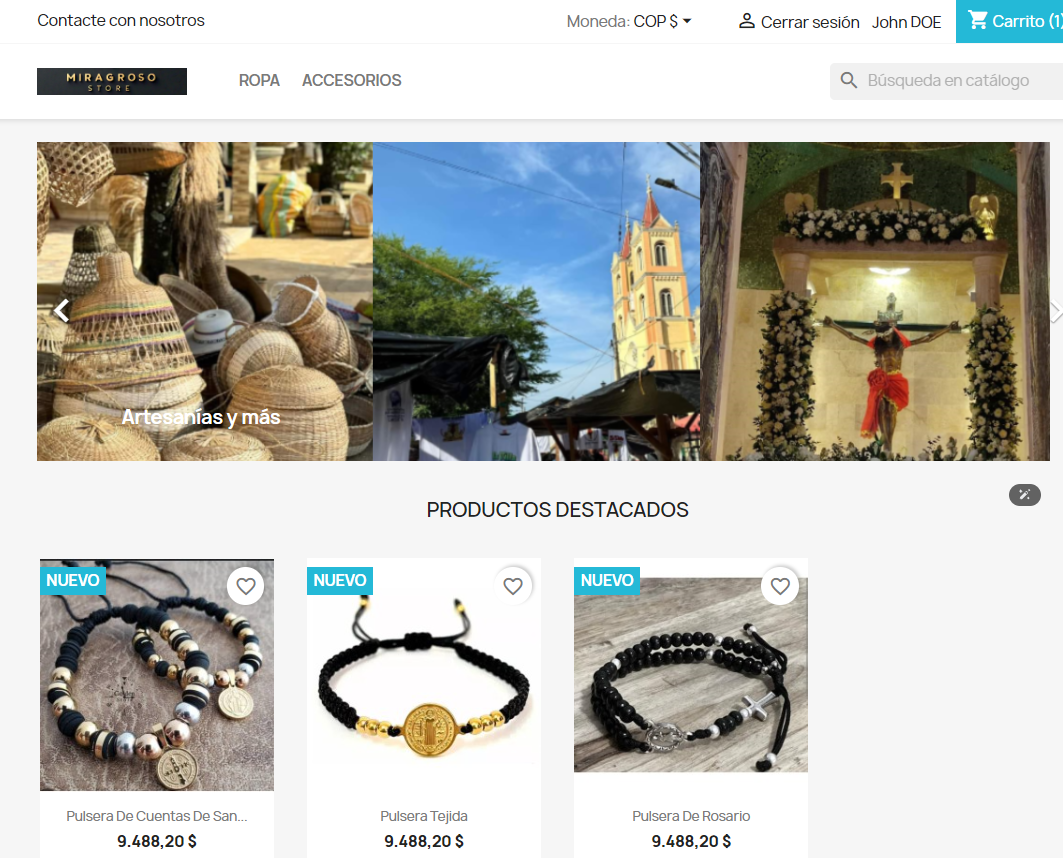 Contacte con nosotros
Moneda: COP $
Cerrar sesión
John DOE
Carrito (1)
MIRAGROSO
STORE
ROPA
ACCESORIOS
Búsqueda en catálogo
Artesanías y más
PRODUCTOS DESTACADOS
NUEVO
NUEVO
NUEVO
Pulsera De Cuentas De San...
Pulsera Tejida
Pulsera De Rosario
9.488,20 $
9.488,20 $
9.488,20 $